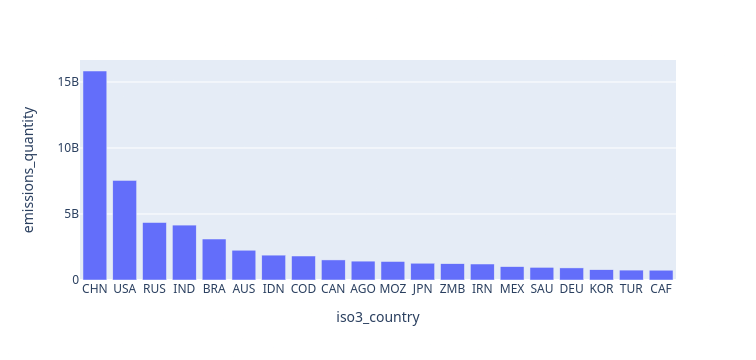 15B
10B
5B
0
emissions_quantity
CHN USA RUS IND BRA AUS IDN COD CAN AGO MOZ JPN ZMB IRN MEX SAU DEU KOR TUR CAF
iso3_country